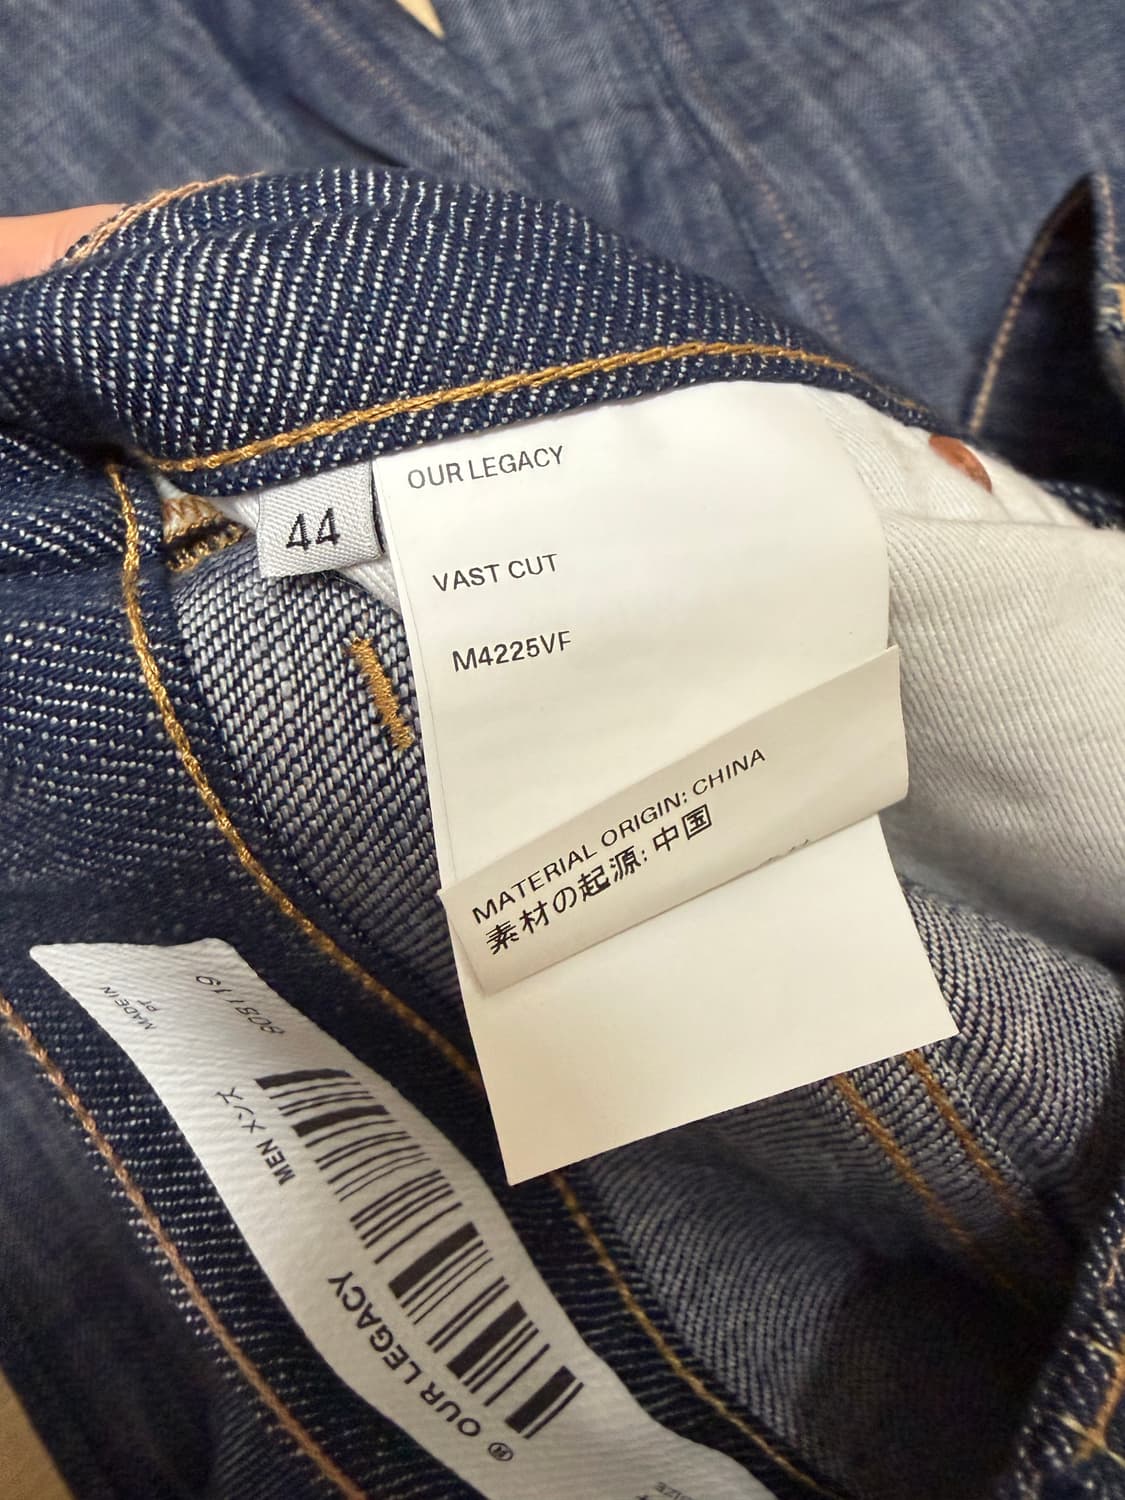 OUR LEGACY
44
VAST CUT
M4225VF
MATERIAL ORIGIN: CHINA
素材の起源: 中国
MADE IN
PT
MEN メンズ
OUR LEGACY ®
SIZE